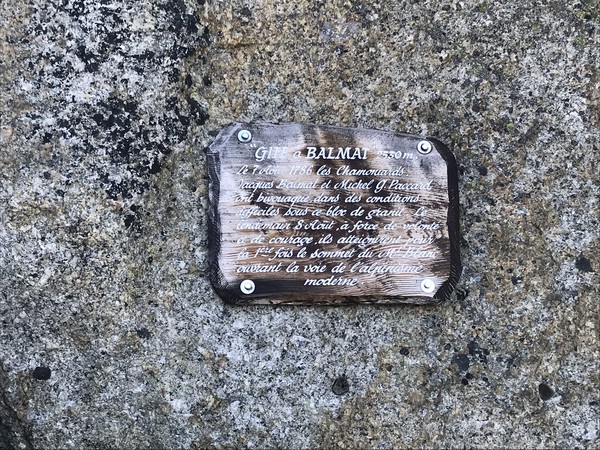 GITE à BALMAT 2530m.
Le 7 Août 1786 les Chamoniards
Jacques Balmat et Michel G. Paccard
ont bivouaqué, dans des conditions
difficiles sous ce bloc de granit. Le
lendemain 8 Août, à force de volonté
et de courage, ils atteignirent pour
la 1ère fois le sommet du Mt Blanc
ouvrant la voie de l'alpinisme
moderne